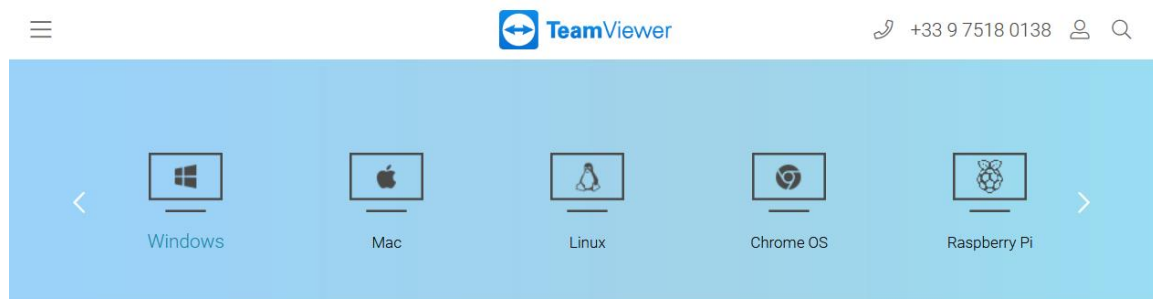 TeamViewer
+33 9 7518 0138
Windows
Mac
Linux
Chrome OS
Raspberry Pi